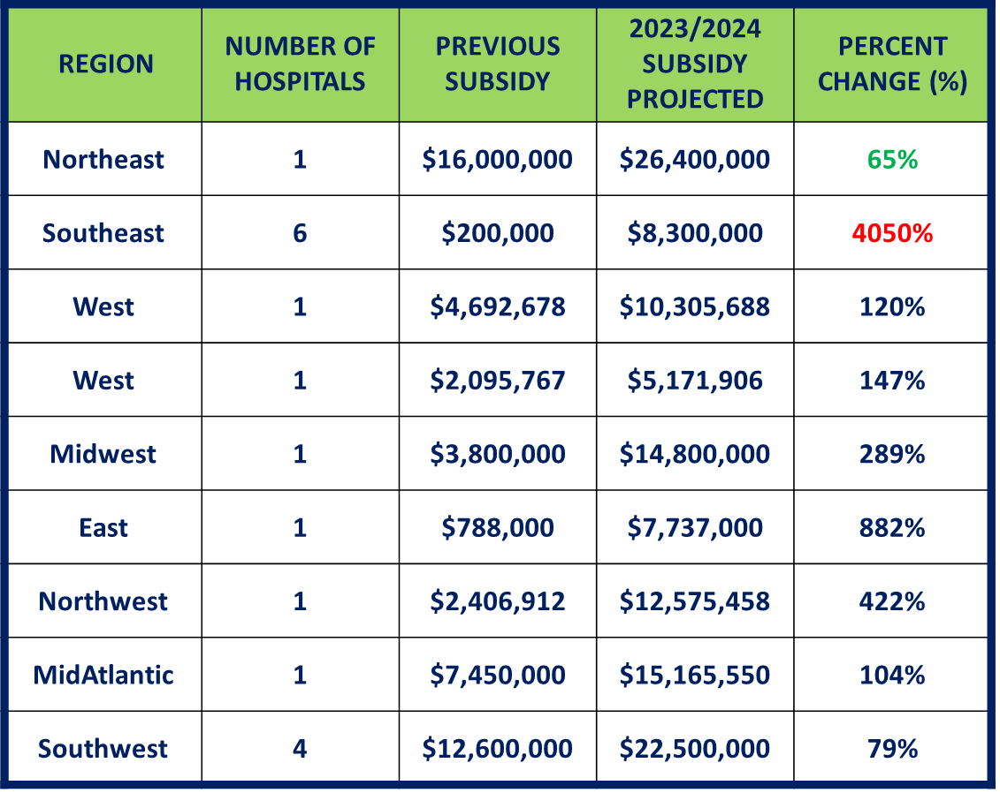 REGION
NUMBER OF
HOSPITALS
PREVIOUS
SUBSIDY
2023/2024
SUBSIDY
PROJECTED
PERCENT
CHANGE (%)
Northeast 1 $16,000,000 $26,400,000 65%
Southeast 6 $200,000 $8,300,000 4050%
West 1 $4,692,678 $10,305,688 120%
West 1 $2,095,767 $5,171,906 147%
Midwest 1 $3,800,000 $14,800,000 289%
East 1 $788,000 $7,737,000 882%
Northwest 1 $2,406,912 $12,575,458 422%
MidAtlantic 1 $7,450,000 $15,165,550 104%
Southwest 4 $12,600,000 $22,500,000 79%